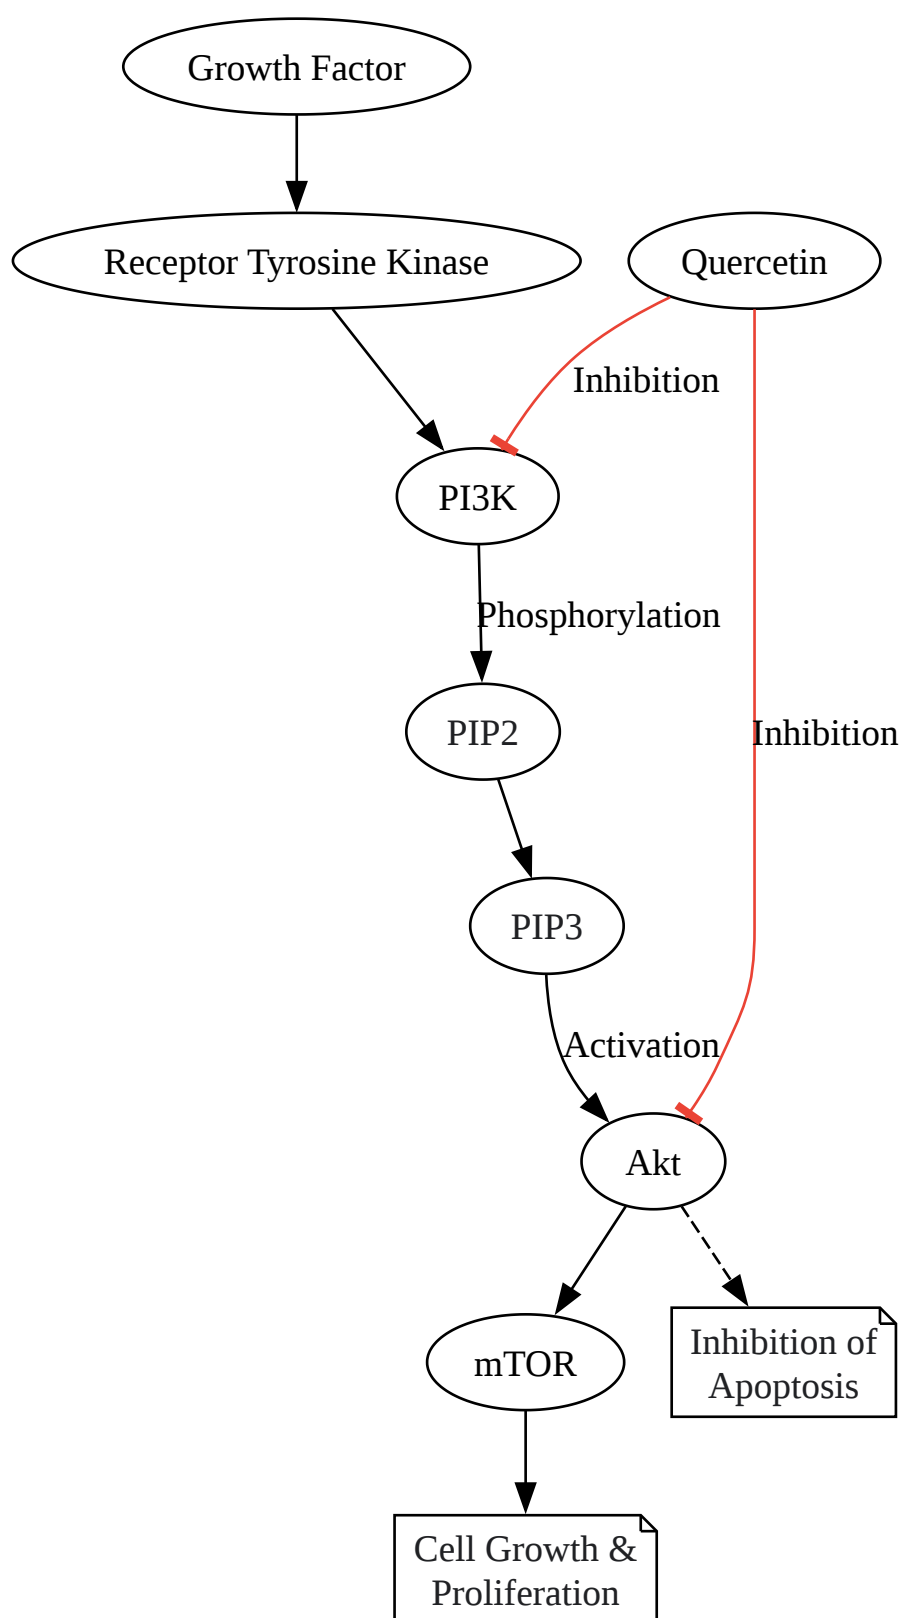 Growth Factor
Receptor Tyrosine Kinase
Quercetin
Inhibition
PI3K
Phosphorylation
PIP2
Inhibition
PIP3
Activation
Akt
Inhibition of
Apoptosis
mTOR
Cell Growth &
Proliferation